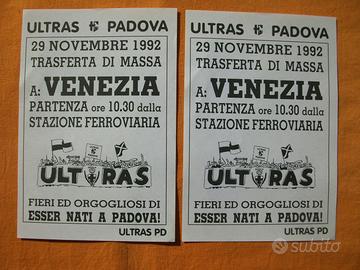 ULTRAS PADOVA
29 NOVEMBRE 1992
TRASFERTA DI MASSA
A: VENEZIA
PARTENZA ore 10.30 dalla
STAZIONE FERROVIARIA
ULTRAS
FIERI ED ORGOGLIOSI DI
ESSER NATI A PADOVA!
ULTRAS PD
ULTRAS PADOVA
29 NOVEMBRE 1992
TRASFERTA DI MASSA
A: VENEZIA
PARTENZA ore 10.30 dalla
STAZIONE FERROVIARIA
ULTRAS
FIERI ED ORGOGLIOSI DI
ESSER NATI A PADOVA!
ULTRAS PD
subito